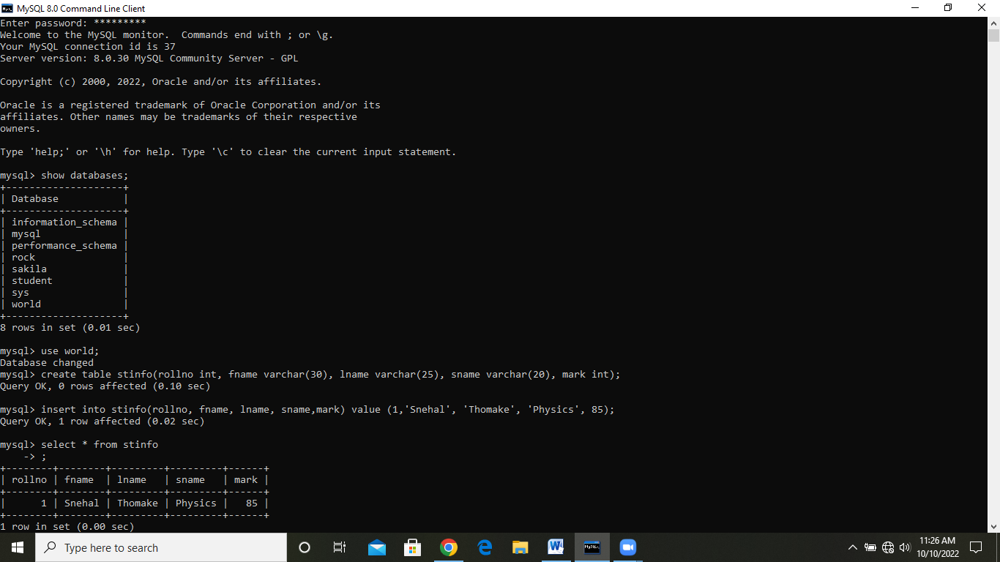 MySQL 8.0 Command Line Client
Enter password: *********
Welcome to the MySQL monitor.  Commands end with ; or \g.
Your MySQL connection id is 37
Server version: 8.0.30 MySQL Community Server - GPL
Copyright (c) 2000, 2022, Oracle and/or its affiliates.
Oracle is a registered trademark of Oracle Corporation and/or its
affiliates. Other names may be trademarks of their respective
owners.
Type 'help;' or '\h' for help. Type '\c' to clear the current input statement.
mysql> show databases;
+--------------------+
| Database           |
+--------------------+
| information_schema |
| mysql              |
| performance_schema |
| rock               |
| sakila             |
| student            |
| sys                |
| world              |
+--------------------+
8 rows in set (0.01 sec)
mysql> use world;
Database changed
mysql> create table stinfo(rollno int, fname varchar(30), lname varchar(25), sname varchar(20), mark int);
Query OK, 0 rows affected (0.10 sec)
mysql> insert into stinfo(rollno, fname, lname, sname,mark) value (1,'Snehal', 'Thomake', 'Physics', 85);
Query OK, 1 row affected (0.02 sec)
mysql> select * from stinfo
    -> ;
+--------+--------+---------+---------+------+
| rollno | fname  | lname   | sname   | mark |
+--------+--------+---------+---------+------+
|      1 | Snehal | Thomake | Physics |   85 |
+--------+--------+---------+---------+------+
1 row in set (0.00 sec)
Type here to search
11:26 AM
10/10/2022